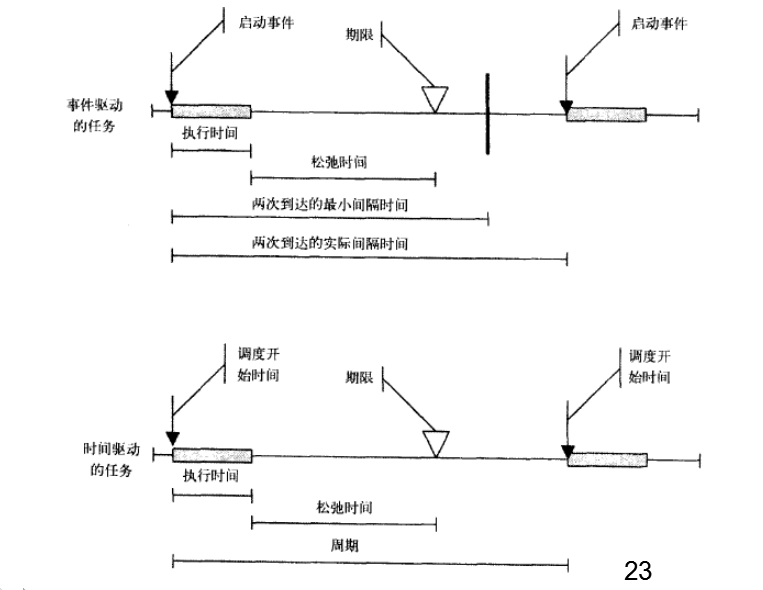 启动事件
期限
启动事件
事件驱动
的任务
执行时间
松弛时间
两次到达的最小间隔时间
两次到达的实际间隔时间
调度开
始时间
期限
调度开
始时间
时间驱动
的任务
执行时间
松弛时间
周期
23